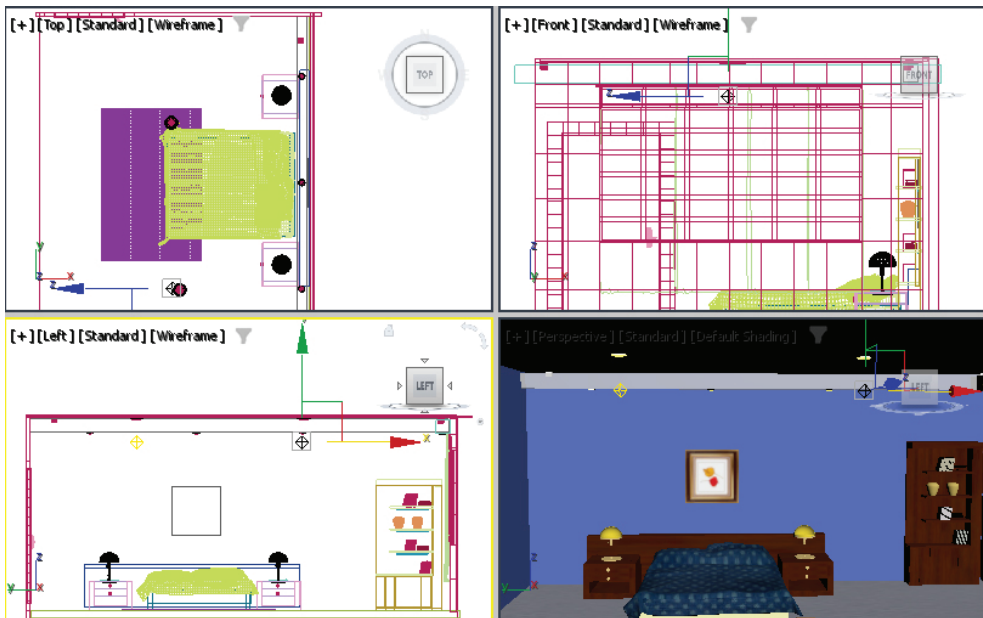 [+] [Top] [Standard] [Wireframe]
N
W TOP E
S
y
z x
[+] [Front] [Standard] [Wireframe]
FRONT
z
z
y x
[+] [Left] [Standard] [Wireframe]
LEFT
x
z
y x
[+] [Perspective] [Standard] [Default Shading]
LEFT
z
z
y x